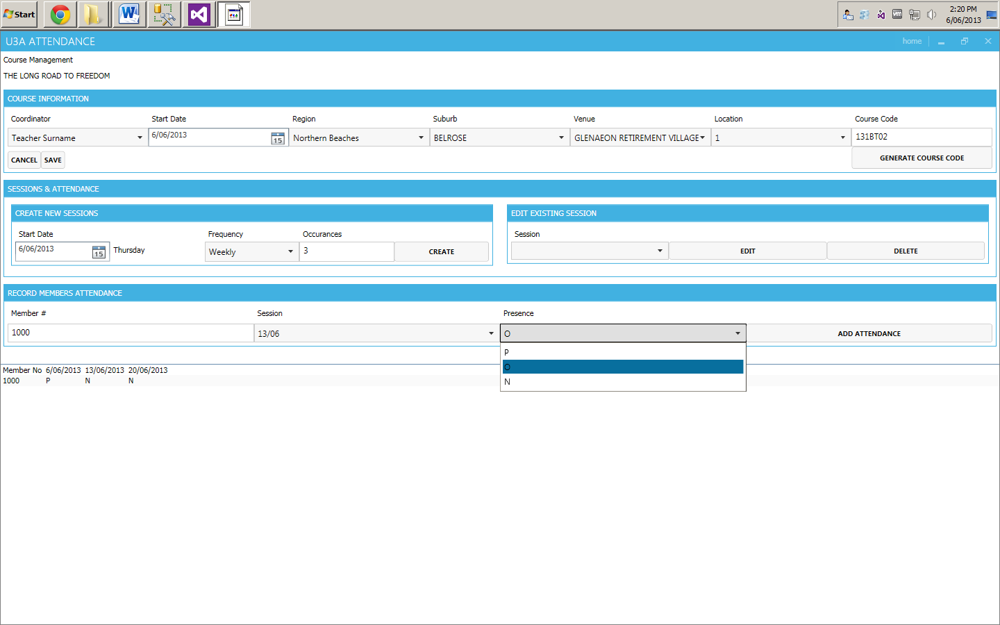 Start
2:20 PM
6/06/2013
U3A ATTENDANCE
home
Course Management
THE LONG ROAD TO FREEDOM
COURSE INFORMATION
Coordinator Start Date Region Suburb Venue Location Course Code
Teacher Surname 6/06/2013 15 Northern Beaches BELROSE GLENAEON RETIREMENT VILLAGE 1 131BT02
CANCEL SAVE GENERATE COURSE CODE
SESSIONS & ATTENDANCE
CREATE NEW SESSIONS
Start Date Frequency Occurances
6/06/2013 15 Thursday Weekly 3 CREATE
EDIT EXISTING SESSION
Session
EDIT DELETE
RECORD MEMBERS ATTENDANCE
Member # Session Presence
1000 13/06 O ADD ATTENDANCE
P
O
N
Member No 6/06/2013 13/06/2013 20/06/2013
1000 P N N